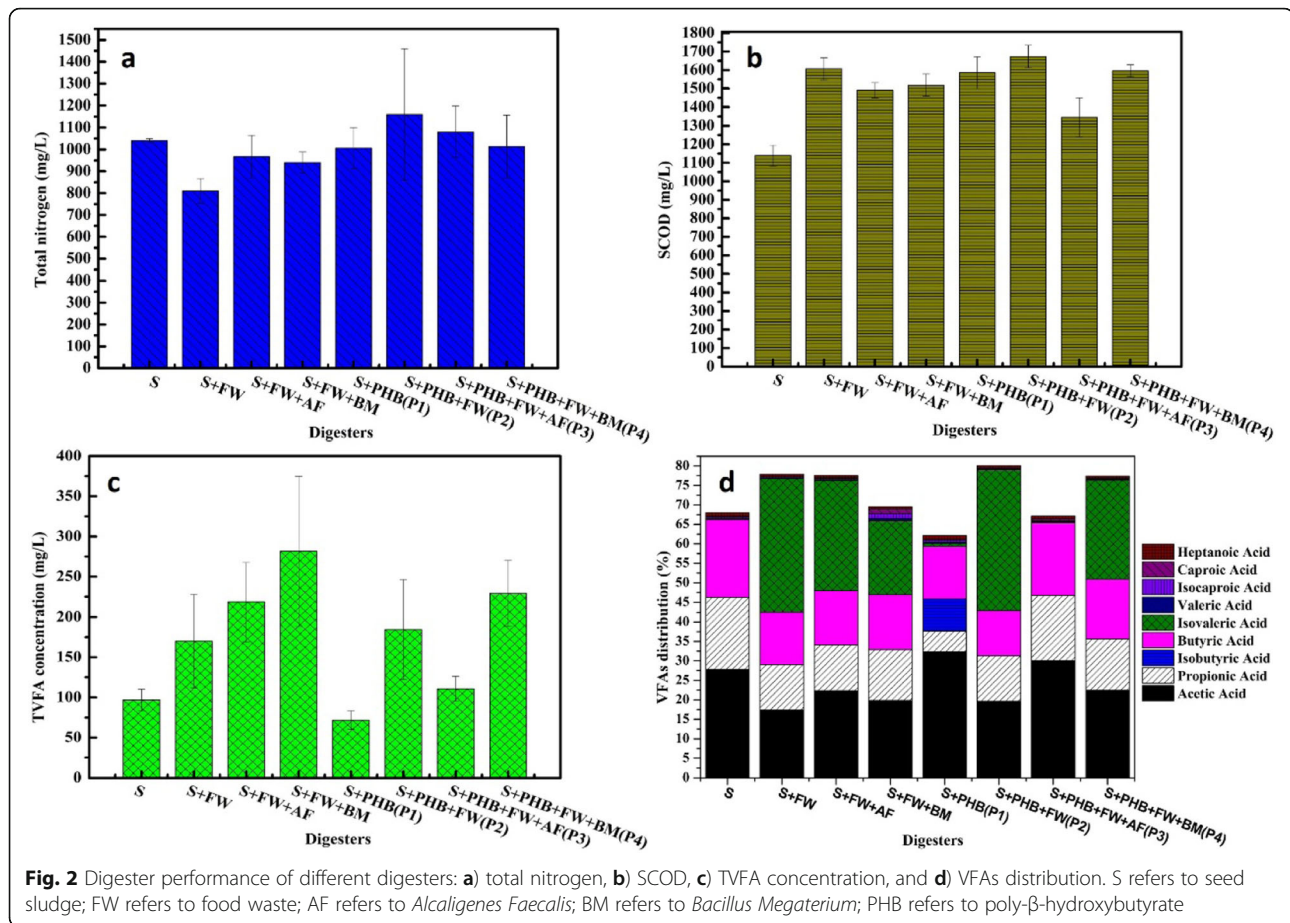 a
1500
1400
1300
1200
1100
1000
900
800
700
600
500
400
300
200
100
0
Total nitrogen (mg/L)
S
S+FW
S+FW+AF
S+FW+BM
S+PHB(P1)
S+PHB+FW(P2)
S+PHB+FW+AF(P3)
S+PHB+FW+BM(P4)
Digesters
b
1800
1700
1600
1500
1400
1300
1200
1100
1000
900
800
700
600
500
400
300
200
100
0
SCOD (mg/L)
S
S+FW
S+FW+AF
S+FW+BM
S+PHB(P1)
S+PHB+FW(P2)
S+PHB+FW+AF(P3)
S+PHB+FW+BM(P4)
Digesters
c
400
350
300
250
200
150
100
50
0
TVFA concentration (mg/L)
S
S+FW
S+FW+AF
S+FW+BM
S+PHB(P1)
S+PHB+FW(P2)
S+PHB+FW+AF(P3)
S+PHB+FW+BM(P4)
Digesters
d
80
75
70
65
60
55
50
45
40
35
30
25
20
15
10
5
0
VFAs distribution (%)
S
S+FW
S+FW+AF
S+FW+BM
S+PHB(P1)
S+PHB+FW(P2)
S+PHB+FW+AF(P3)
S+PHB+FW+BM(P4)
Digesters
Heptanoic Acid
Caproic Acid
Isocaproic Acid
Valeric Acid
Isovaleric Acid
Butyric Acid
Isobutyric Acid
Propionic Acid
Acetic Acid
Fig. 2 Digester performance of different digesters: a) total nitrogen, b) SCOD, c) TVFA concentration, and d) VFAs distribution. S refers to seed
sludge; FW refers to food waste; AF refers to Alcaligenes Faecalis; BM refers to Bacillus Megaterium; PHB refers to poly-β-hydroxybutyrate